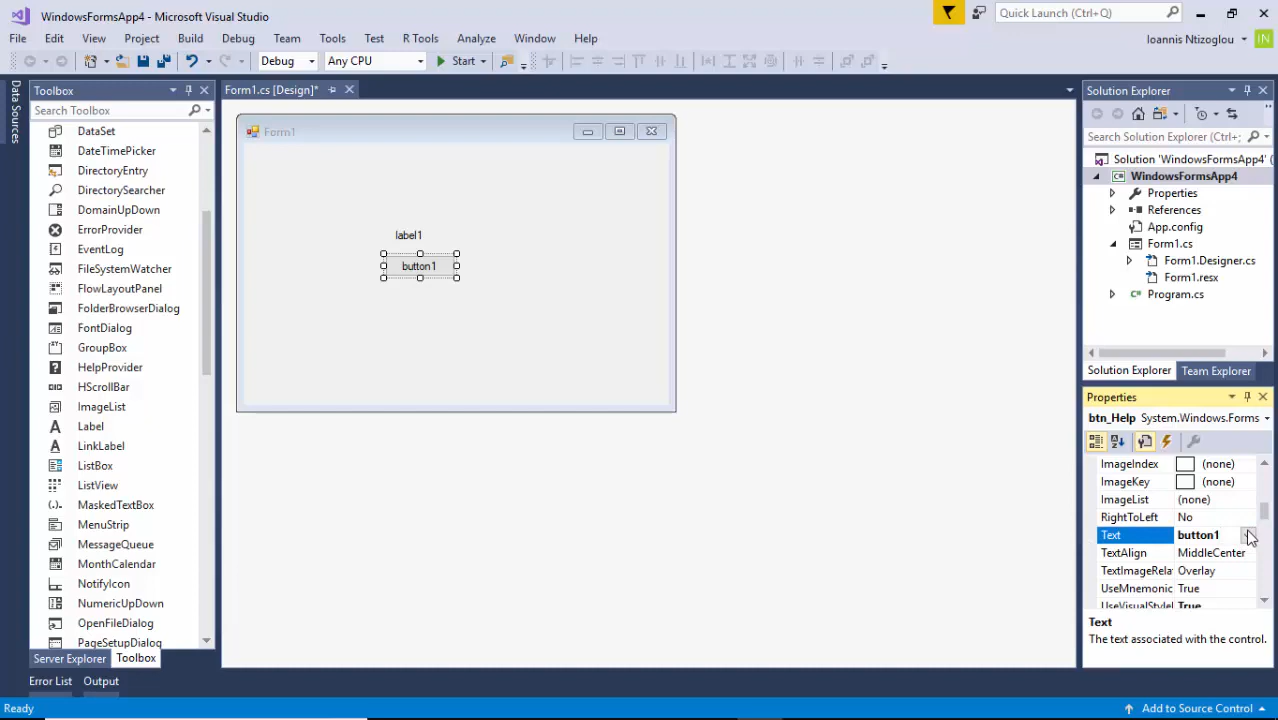 WindowsFormsApp4 - Microsoft Visual Studio
Quick Launch (Ctrl+Q)
File Edit View Project Build Debug Team Tools Test R Tools Analyze Window Help
Ioannis Ntizoglou IN
Debug Any CPU Start
Data Sources
Toolbox
Search Toolbox
DataSet
DateTimePicker
DirectoryEntry
DirectorySearcher
DomainUpDown
ErrorProvider
EventLog
FileSystemWatcher
FlowLayoutPanel
FolderBrowserDialog
FontDialog
GroupBox
HelpProvider
HScrollBar
ImageList
Label
LinkLabel
ListBox
ListView
MaskedTextBox
MenuStrip
MessageQueue
MonthCalendar
NotifyIcon
NumericUpDown
OpenFileDialog
PageSetupDialog
Server Explorer Toolbox
Form1.cs [Design]*
Form1
label1
button1
Solution Explorer
Search Solution Explorer (Ctrl+;
Solution 'WindowsFormsApp4' (
WindowsFormsApp4
Properties
References
App.config
Form1.cs
Form1.Designer.cs
Form1.resx
Program.cs
Solution Explorer Team Explorer
Properties
btn_Help System.Windows.Forms
ImageIndex (none)
ImageKey (none)
ImageList (none)
RightToLeft No
Text button1
TextAlign MiddleCenter
TextImageRela Overlay
UseMnemonic True
UseVisualStylel True
Text
The text associated with the control.
Error List Output
Ready
Add to Source Control